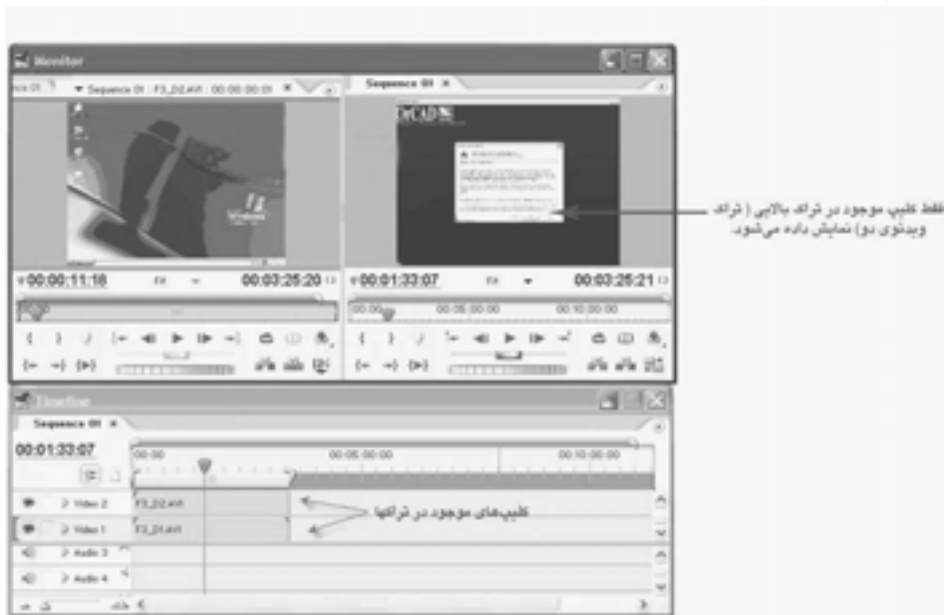 Monitor
Sequence 01 : F3_D2.AVI : 00:00:00:01
Sequence 01
OrCAD
Windows
فقط کلیپ موجود در تراک بالایی ( تراک
ویدئوی دو) نمایش داده می‌شود.
00:00:11:18
Fit
00:03:25:20
00:01:33:07
Fit
00:03:25:21
00:00
00:00
00:05:00:00
00:10:00:00
Timeline
Sequence 01
00:01:33:07
00:00
00:05:00:00
00:10:00:00
Video 2
F3_D2.AVI
کلیپ‌های موجود در تراکها
Video 1
F3_D1.AVI
Audio 3
Audio 4